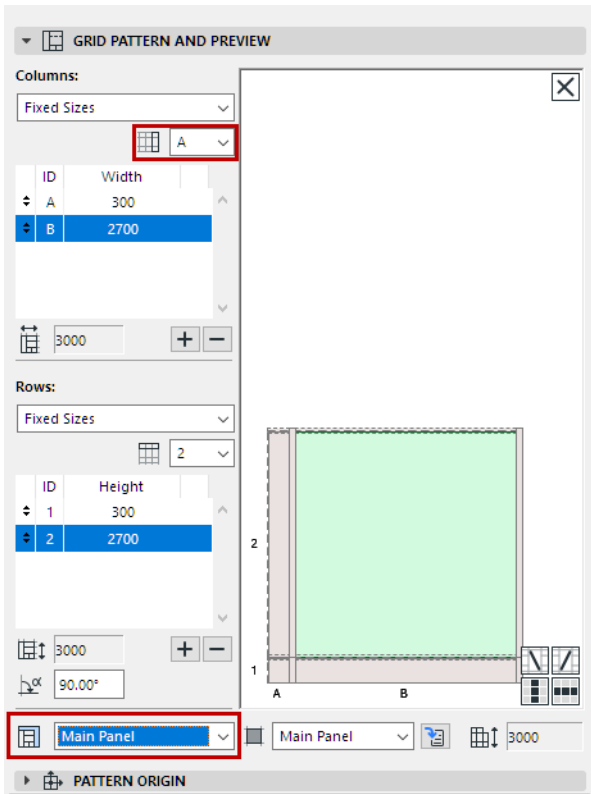 GRID PATTERN AND PREVIEW
Columns:
Fixed Sizes
A
ID Width
A 300
B 2700
3000
Rows:
Fixed Sizes
2
ID Height
1 300
2 2700
3000
α 90.00°
2
1
A B
Main Panel
Main Panel
3000
PATTERN ORIGIN